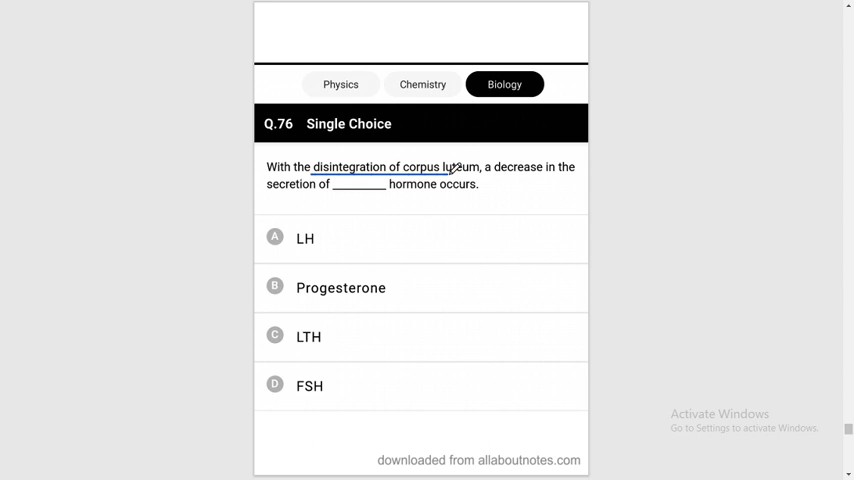 Physics Chemistry Biology
Q.76 Single Choice
With the disintegration of corpus luteum, a decrease in the
secretion of _________ hormone occurs.
A LH
B Progesterone
C LTH
D FSH
Activate Windows
Go to Settings to activate Windows.
downloaded from allaboutnotes.com